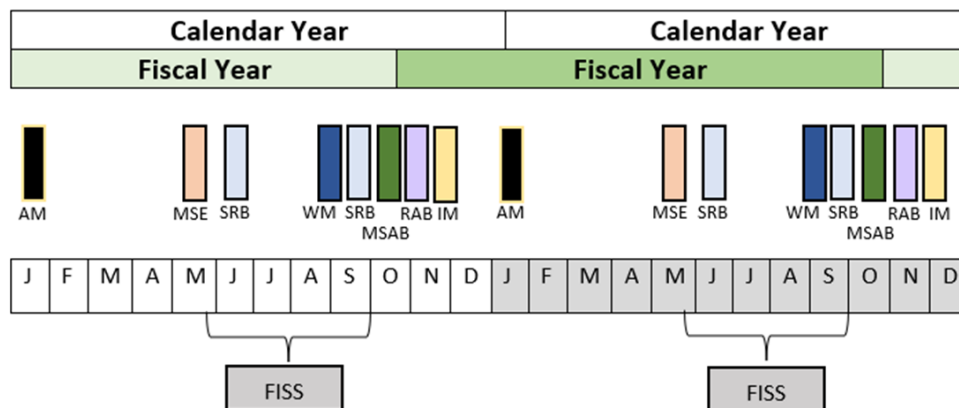 Calendar Year Calendar Year
Fiscal Year Fiscal Year
AM MSE SRB WM SRB RAB IM AM MSE SRB WM SRB RAB IM
MSAB MSAB
J F M A M J J A S O N D J F M A M J J A S O N D
FISS FISS